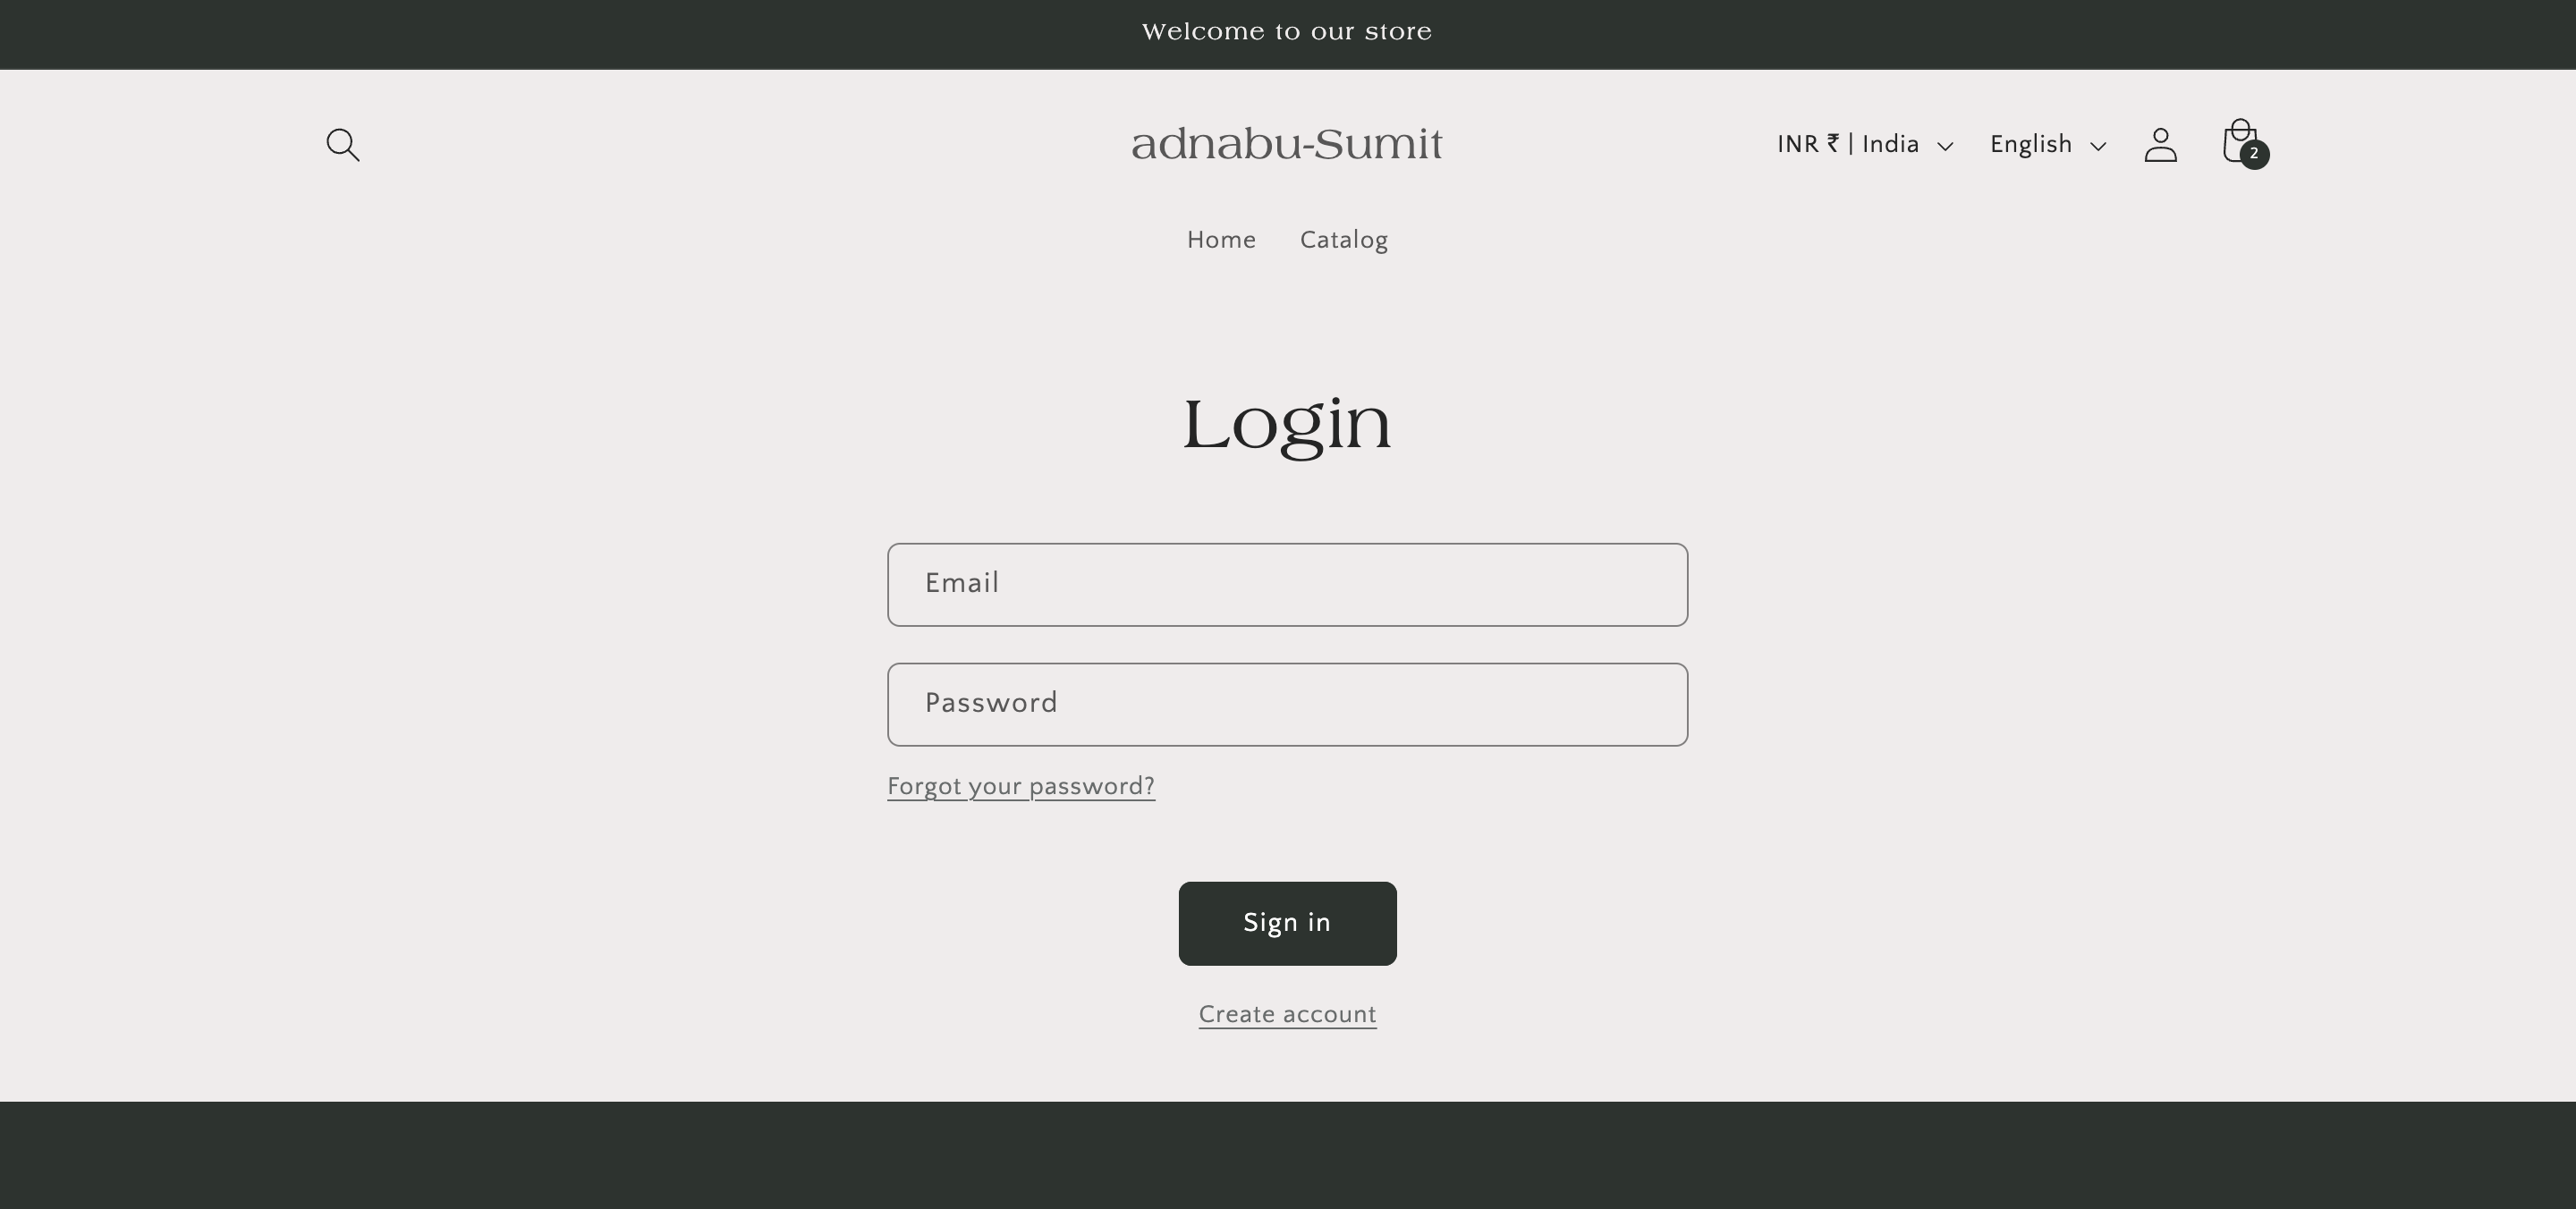 Welcome to our store
adnabu-Sumit
INR ₹ | India
English
2
Home
Catalog
Login
Email
Password
Forgot your password?
Sign in
Create account